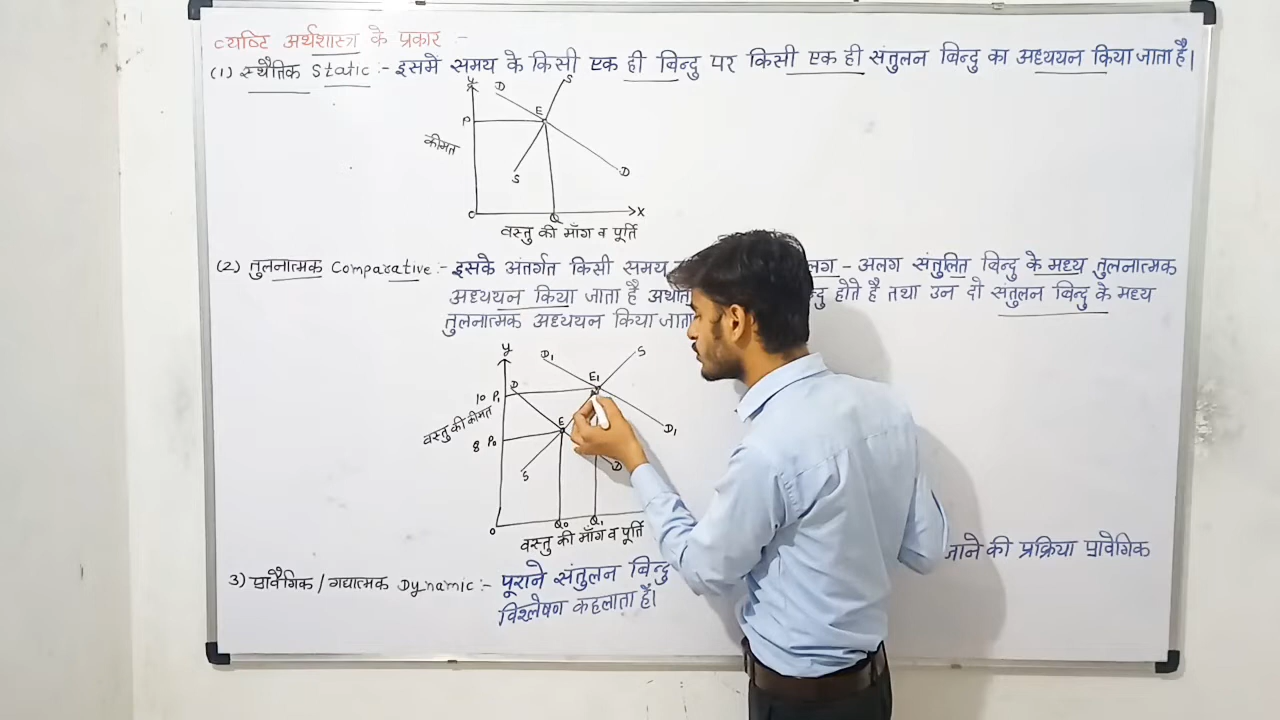 व्यष्टि अर्थशास्त्र के प्रकार :-
(1) स्थैतिक Static :- इसमे समय के किसी एक ही बिन्दु पर किसी एक ही संतुलन बिन्दु का अध्ययन किया जाता है।
Y
D
S
P
E
कीमत
S
D
O
Q
X
वस्तु की माँग व पूर्ति
(2) तुलनात्मक Comparative :- इसके अंतर्गत किसी समय लग - अलग संतुलित बिन्दु के मध्य तुलनात्मक
अध्ययन किया जाता है अर्थात न्दु होते है तथा उन दो संतुलन बिन्दु के मध्य
तुलनात्मक अध्ययन किया जाता
y
D1
S
10 P1
D
E1
वस्तु की कीमत
8 P0
E
D1
S
D
0
Q0
Q1
वस्तु की माँग व पूर्ति
3) प्रावैगिक / गत्यात्मक Dynamic :- पूराने संतुलन बिन्दु जाने की प्रक्रिया प्रावेगिक
विश्लेषण कहलाता हैं।